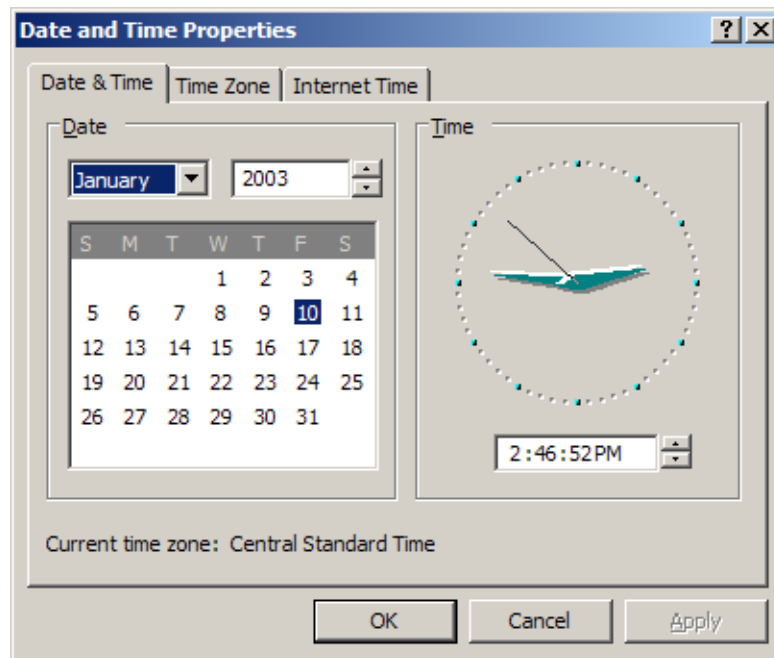 Date and Time Properties
Date & Time Time Zone Internet Time
Date
January 2003
S M T W T F S
1 2 3 4
5 6 7 8 9 10 11
12 13 14 15 16 17 18
19 20 21 22 23 24 25
26 27 28 29 30 31
Time
2:46:52 PM
Current time zone: Central Standard Time
OK Cancel Apply